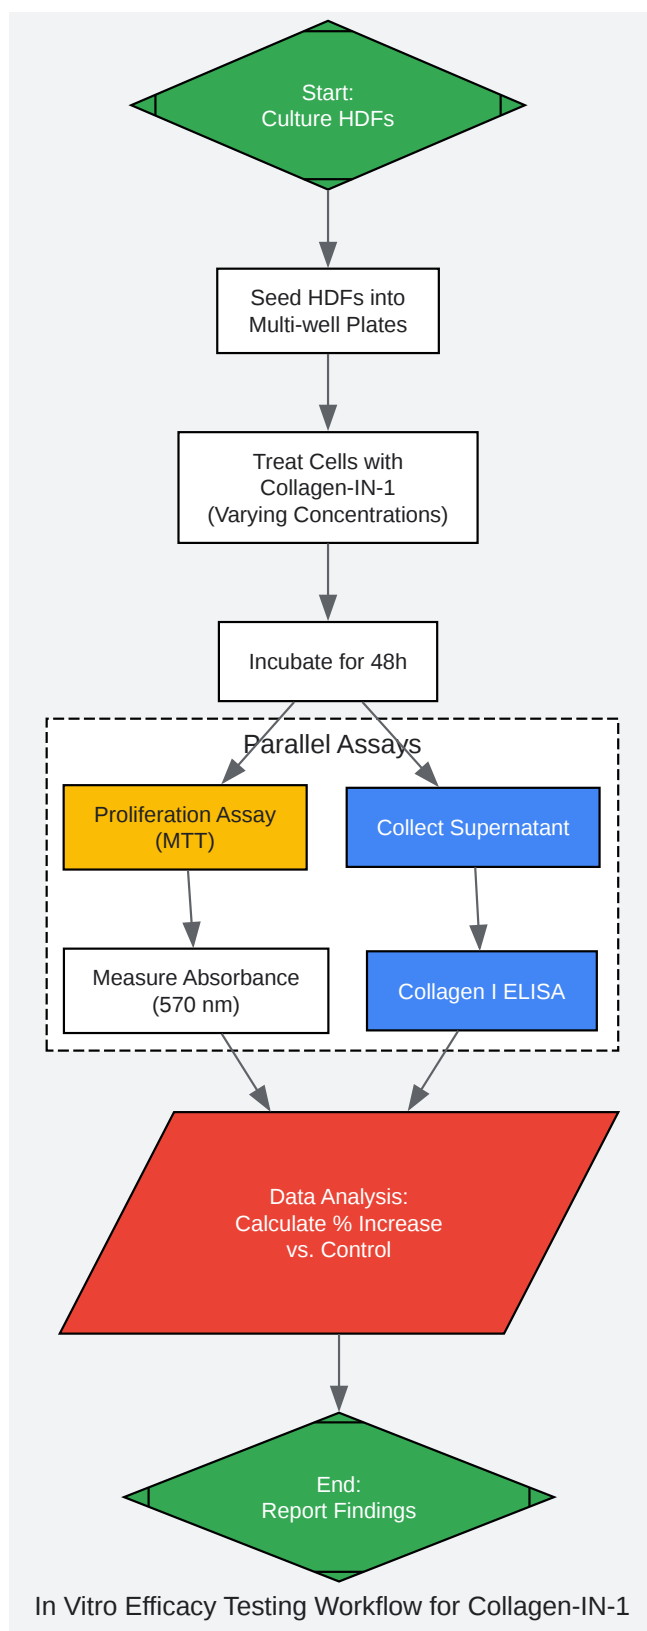 Start:
Culture HDFs
Seed HDFs into
Multi-well Plates
Treat Cells with
Collagen-IN-1
(Varying Concentrations)
Incubate for 48h
Parallel Assays
Proliferation Assay
(MTT)
Collect Supernatant
Measure Absorbance
(570 nm)
Collagen I ELISA
Data Analysis:
Calculate % Increase
vs. Control
End:
Report Findings
In Vitro Efficacy Testing Workflow for Collagen-IN-1